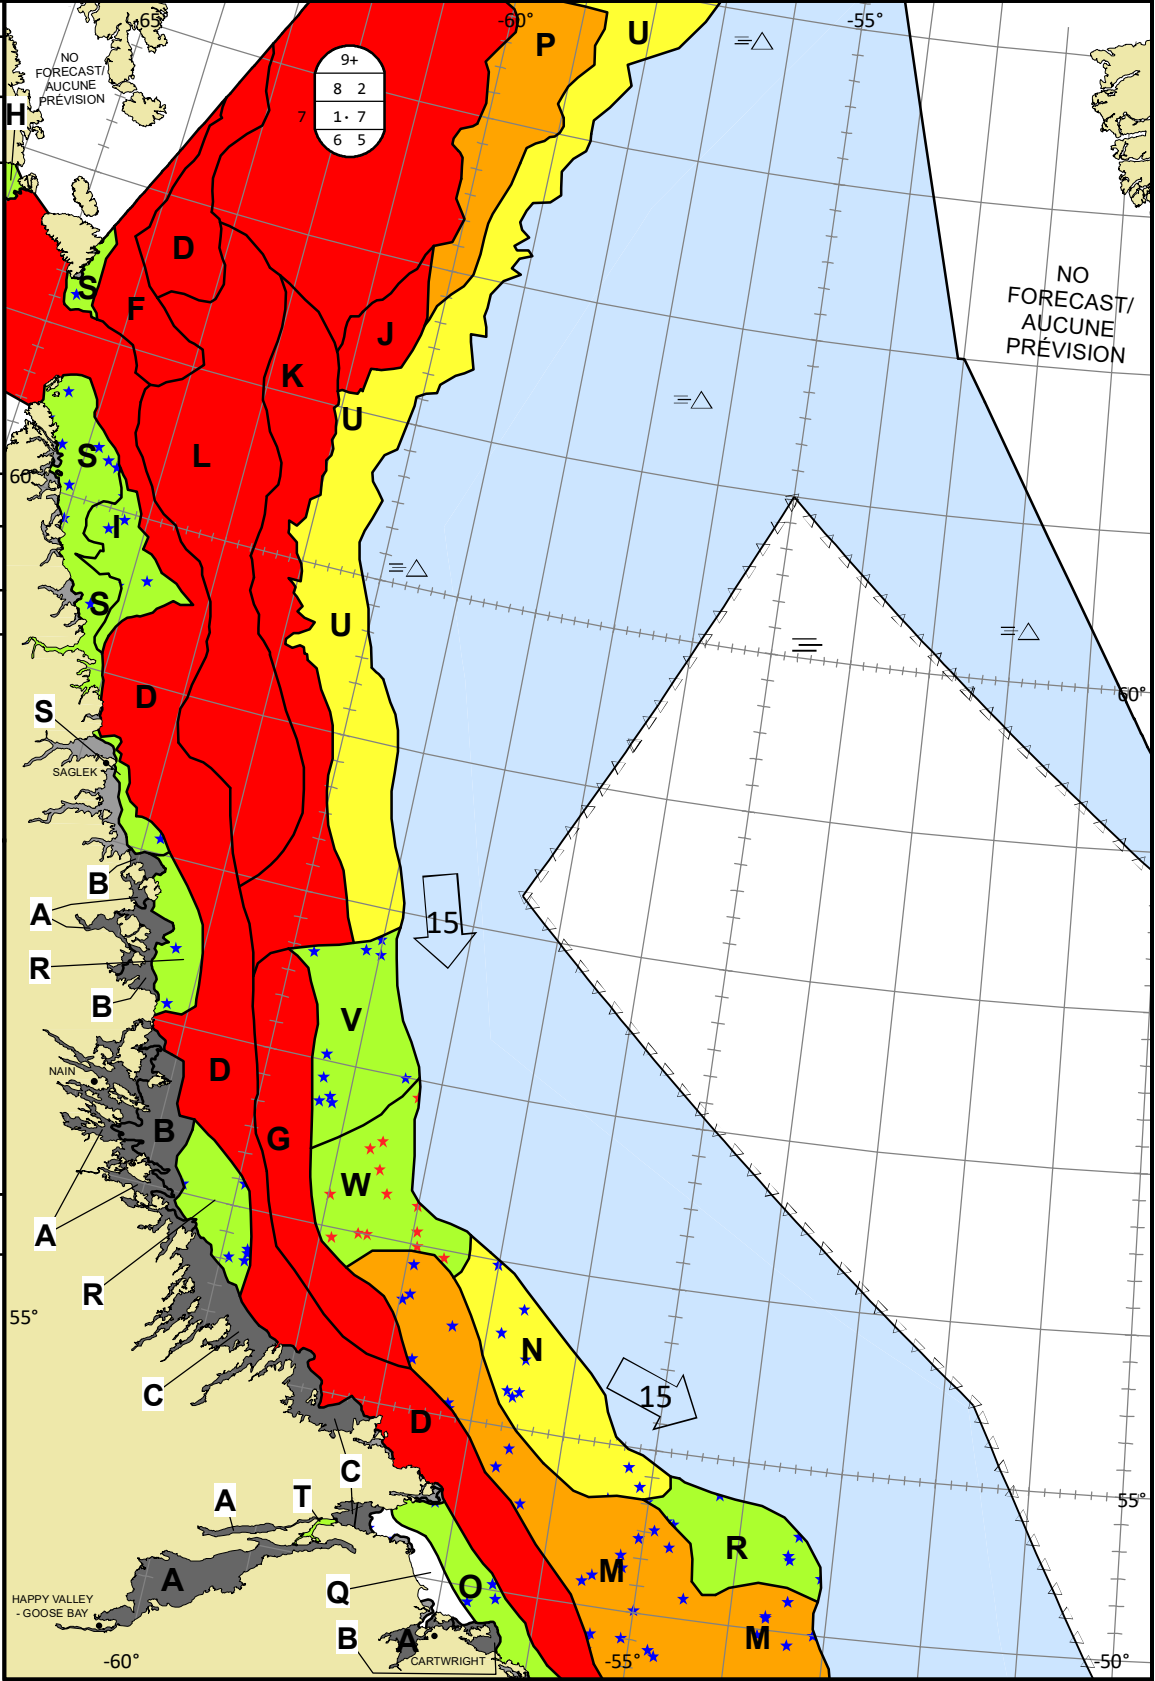 -65°
-60°
-55°
P
U
NO
FORECAST/
AUCUNE
PRÉVISION
9+
8 2
7 1· 7
6 5
H
D
S
F
J
K
U
L
S
I
S
NO
FORECAST/
AUCUNE
PRÉVISION
60°
U
D
60°
S
SAGLEK
B
A
R
B
15
V
NAIN
D
B
G
W
A
R
55°
N
C
15
D
C
T
A
55°
R
A
M
O
Q
HAPPY VALLEY
- GOOSE BAY
B
A
M
CARTWRIGHT
-60°
-55°
-50°